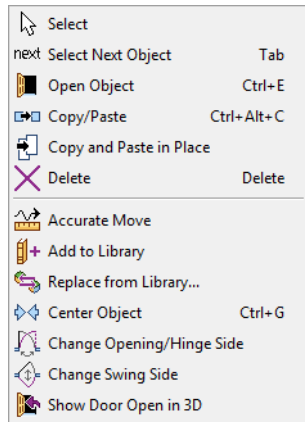 Select
next Select Next Object Tab
Open Object Ctrl+E
Copy/Paste Ctrl+Alt+C
Copy and Paste in Place
Delete Delete
Accurate Move
Add to Library
Replace from Library...
Center Object Ctrl+G
Change Opening/Hinge Side
Change Swing Side
Show Door Open in 3D